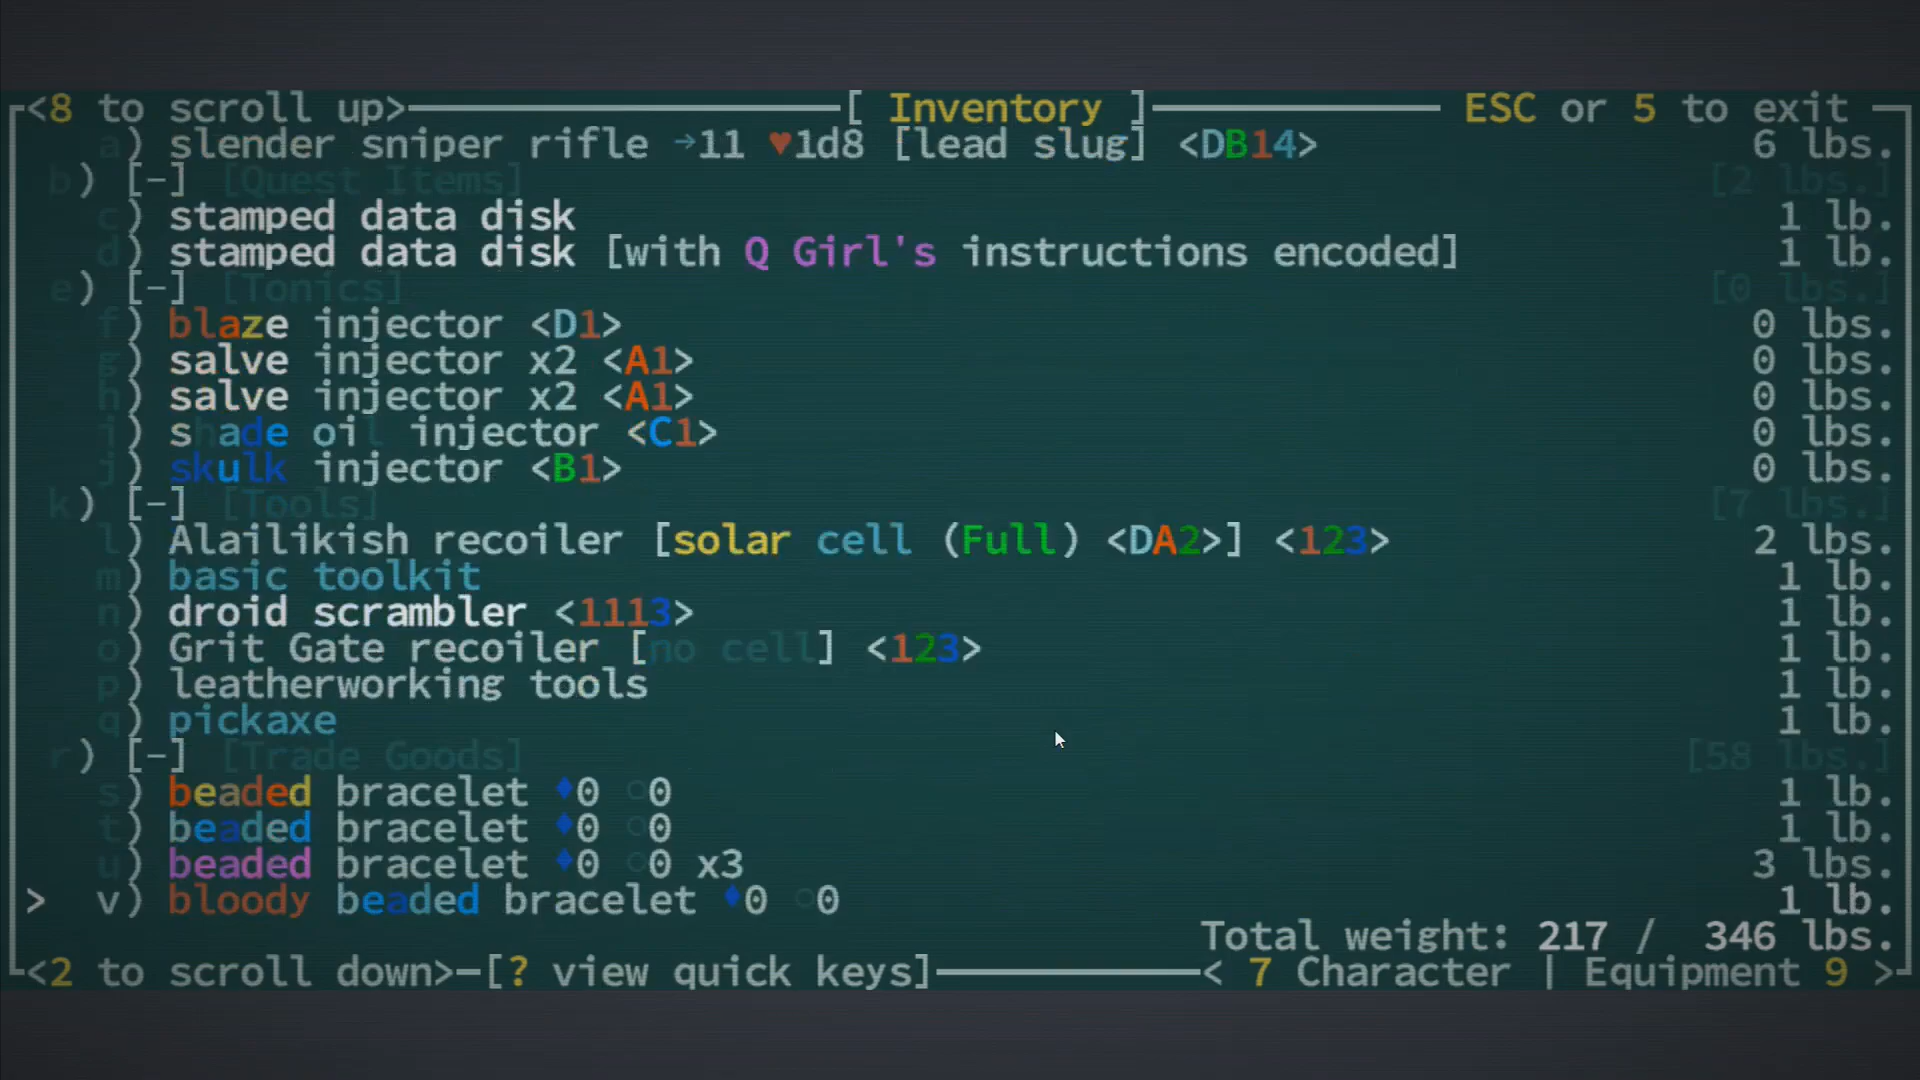 <8 to scroll up> [ Inventory ] ESC or 5 to exit
a) slender sniper rifle →11 ♥1d8 [lead slug] <DB14> 6 lbs.
b) [-] [Quest Items] [2 lbs.]
c) stamped data disk 1 lb.
d) stamped data disk [with Q Girl's instructions encoded] 1 lb.
e) [-] [Tonics] [0 lbs.]
f) blaze injector <D1> 0 lbs.
g) salve injector x2 <A1> 0 lbs.
h) salve injector x2 <A1> 0 lbs.
i) shade oil injector <C1> 0 lbs.
j) skulk injector <B1> 0 lbs.
k) [-] [Tools] [7 lbs.]
l) Alailikish recoiler [solar cell (Full) <DA2>] <123> 2 lbs.
m) basic toolkit 1 lb.
n) droid scrambler <1113> 1 lb.
o) Grit Gate recoiler [no cell] <123> 1 lb.
p) leatherworking tools 1 lb.
q) pickaxe 1 lb.
r) [-] [Trade Goods] [58 lbs.]
s) beaded bracelet ♦0 ○0 1 lb.
t) beaded bracelet ♦0 ○0 1 lb.
u) beaded bracelet ♦0 ○0 x3 3 lbs.
> v) bloody beaded bracelet ♦0 ○0 1 lb.
Total weight: 217 / 346 lbs.
<2 to scroll down> [? view quick keys] < 7 Character | Equipment 9 >